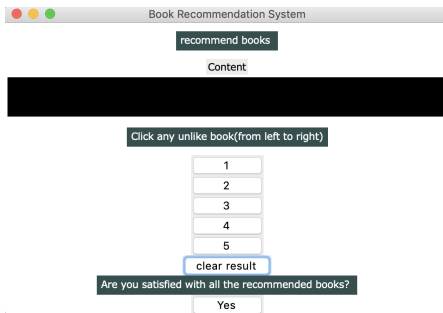 Book Recommendation System
recommend books
Content
Click any unlike book(from left to right)
1
2
3
4
5
clear result
Are you satisfied with all the recommended books?
Yes